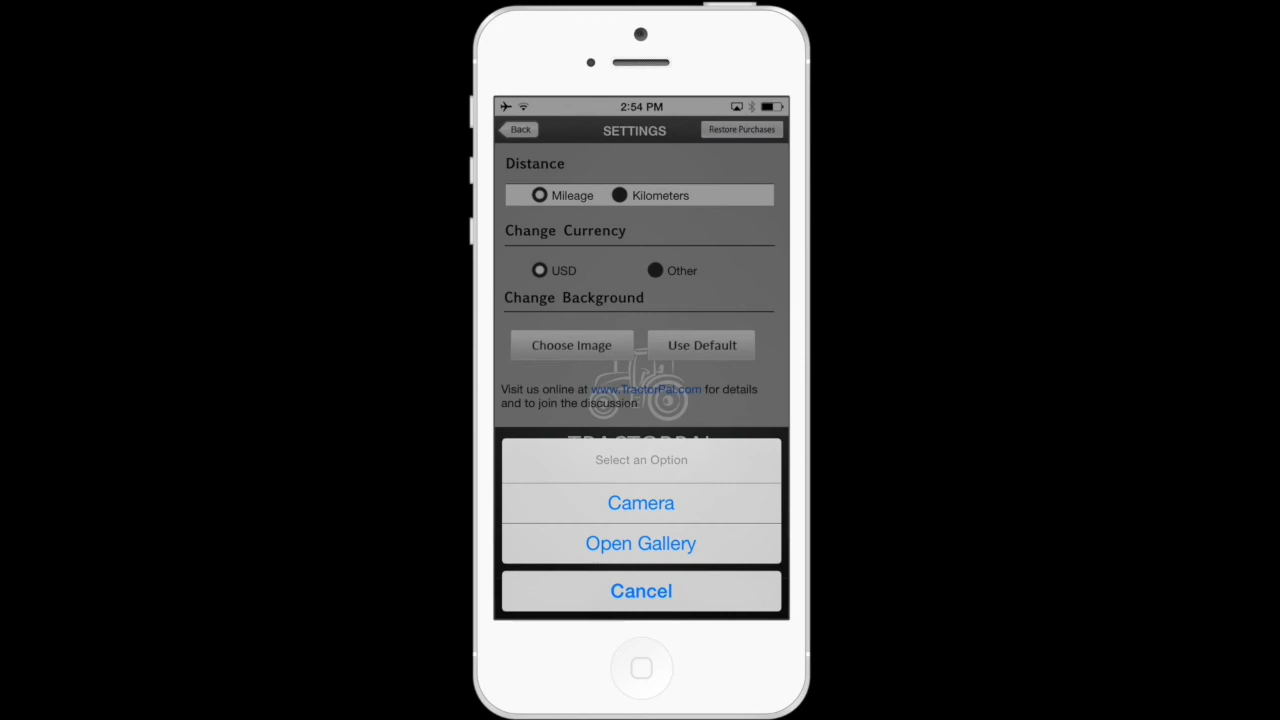 2:54 PM
Back
SETTINGS
Restore Purchases
Distance
Mileage
Kilometers
Change Currency
USD
Other
Change Background
Choose Image
Use Default
Visit us online at www.TractorPal.com for details
and to join the discussion
TRACTORPAL
Select an Option
Camera
Open Gallery
Cancel